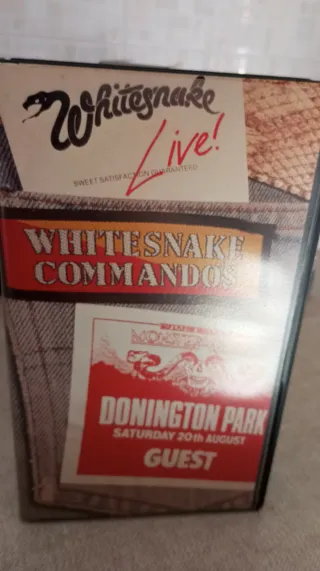 Whitesnake
Live!
SWEET SATISFACTION GUARANTEED
WHITESNAKE
COMMANDOS
DONINGTON PARK
SATURDAY 20th AUGUST
GUEST